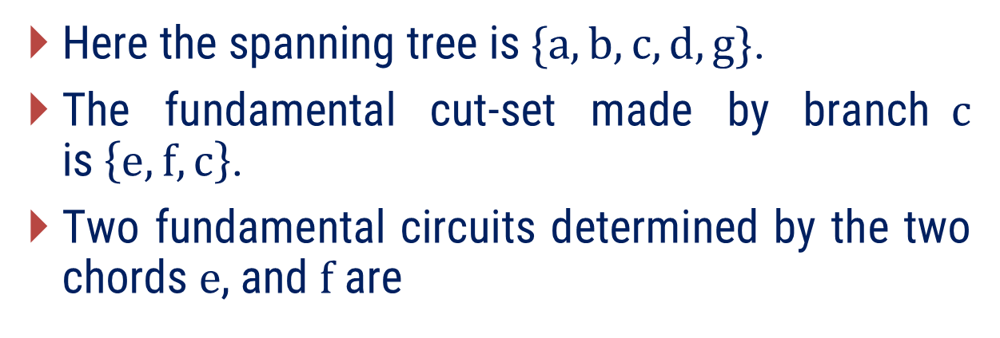 Here the spanning tree is {a, b, c, d, g}.
The fundamental cut-set made by branch c
is {e, f, c}.
Two fundamental circuits determined by the two
chords e, and f are